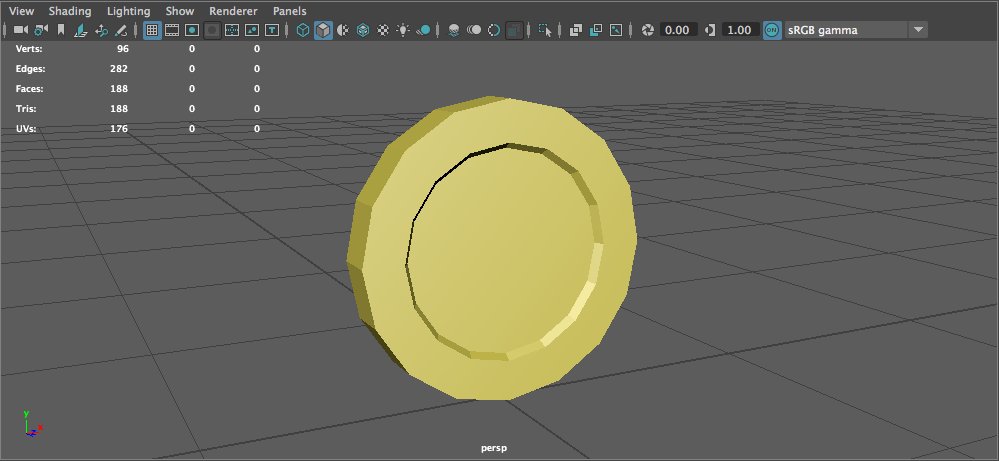 View Shading Lighting Show Renderer Panels
0.00 1.00 ON sRGB gamma
Verts: 96 0 0
Edges: 282 0 0
Faces: 188 0 0
Tris: 188 0 0
UVs: 176 0 0
y
x
persp